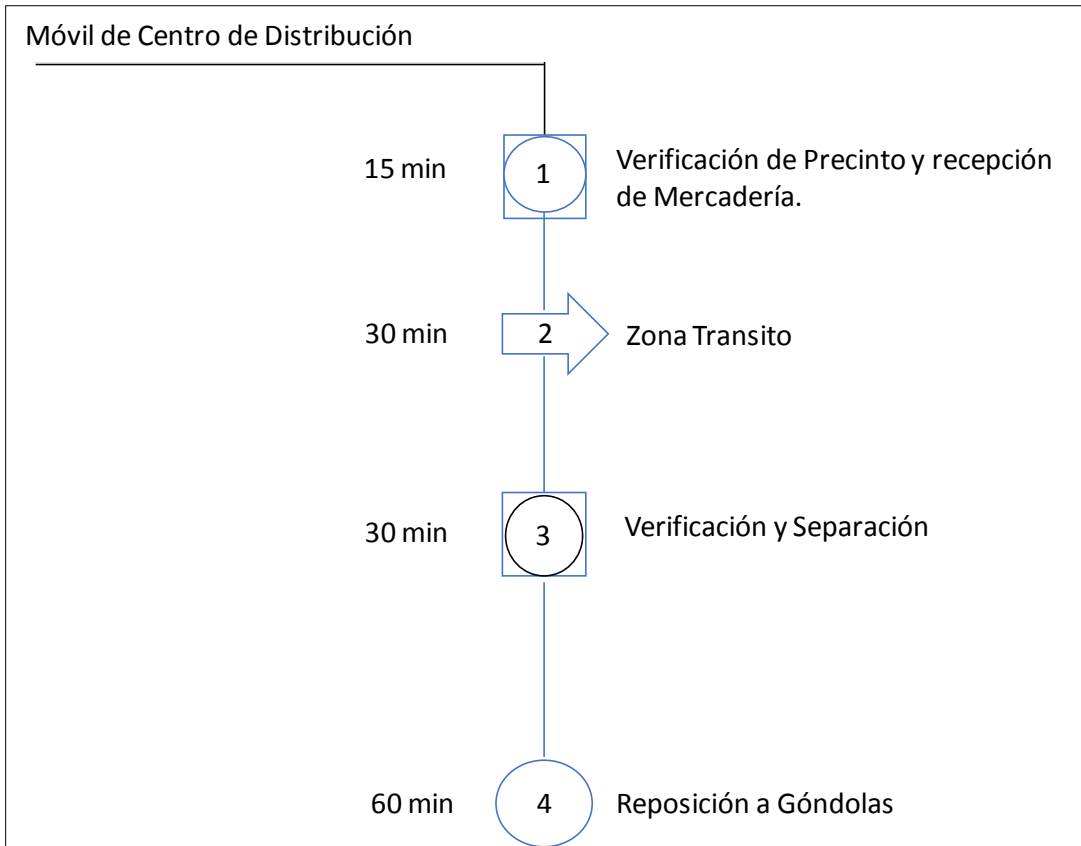 Móvil de Centro de Distribución
15 min
1
Verificación de Precinto y recepción
de Mercadería.
30 min
2
Zona Transito
30 min
3
Verificación y Separación
60 min
4
Reposición a Góndolas